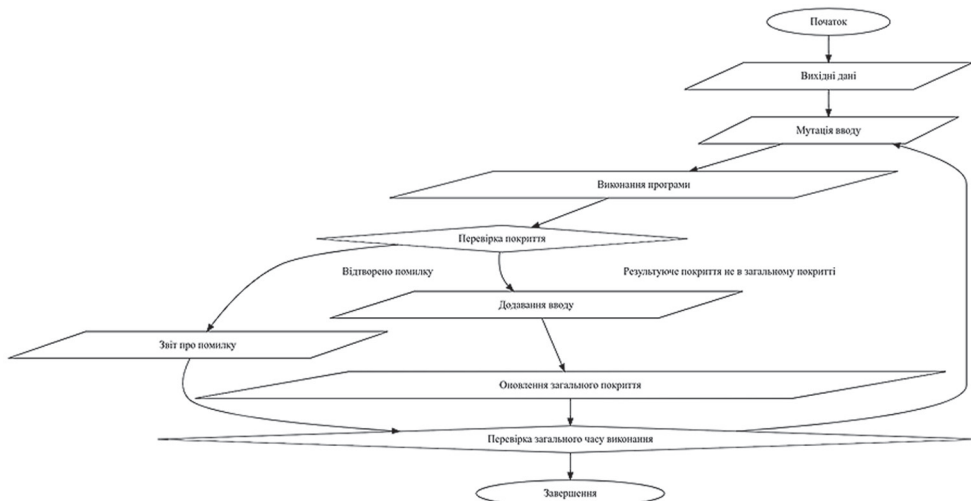 Початок
Вихідні дані
Мутація вводу
Виконання програми
Перевірка покриття
Відтворено помилку
Результуюче покриття не в загальному покритті
Додавання вводу
Звіт про помилку
Оновлення загального покриття
Перевірка загального часу виконання
Завершення